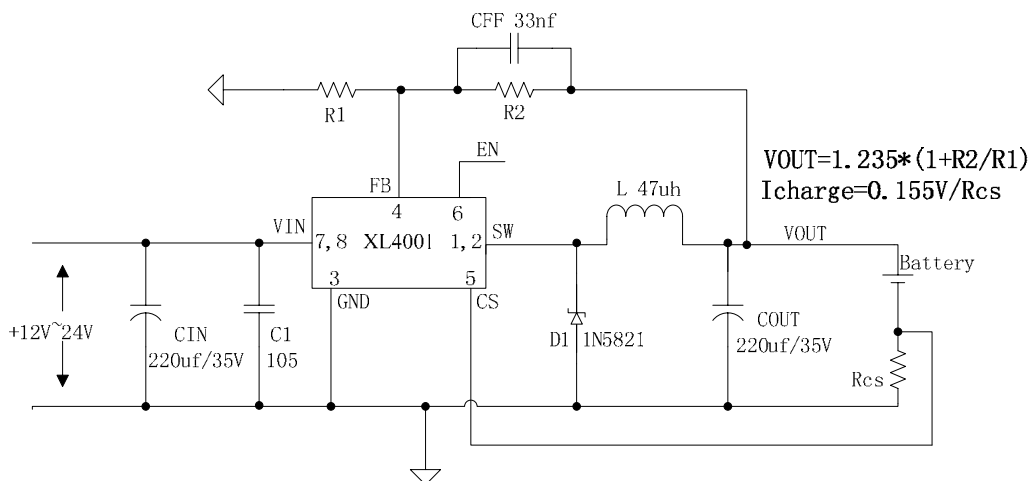 CFF 33nf
R1
R2
EN
VOUT=1.235*(1+R2/R1)
Icharge=0.155V/Rcs
FB
L 47uh
4
6
VIN
SW
VOUT
7,8
XL4001
1,2
Battery
3
5
GND
CS
+12V~24V
CIN
220uf/35V
C1
105
D1
1N5821
COUT
220uf/35V
Rcs